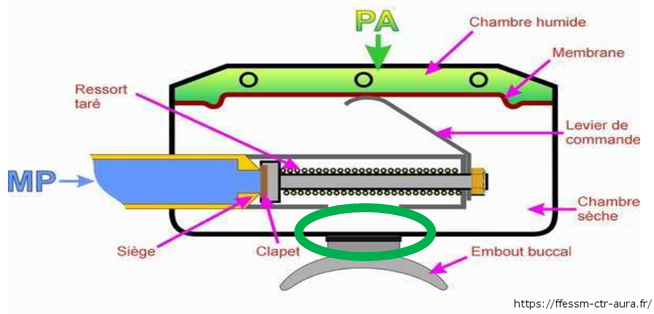 PA
Chambre humide
Membrane
Ressort
taré
Levier de
commande
MP
Chambre
sèche
Siège
Clapet
Embout buccal
https://ffessm-ctr-aura.fr/